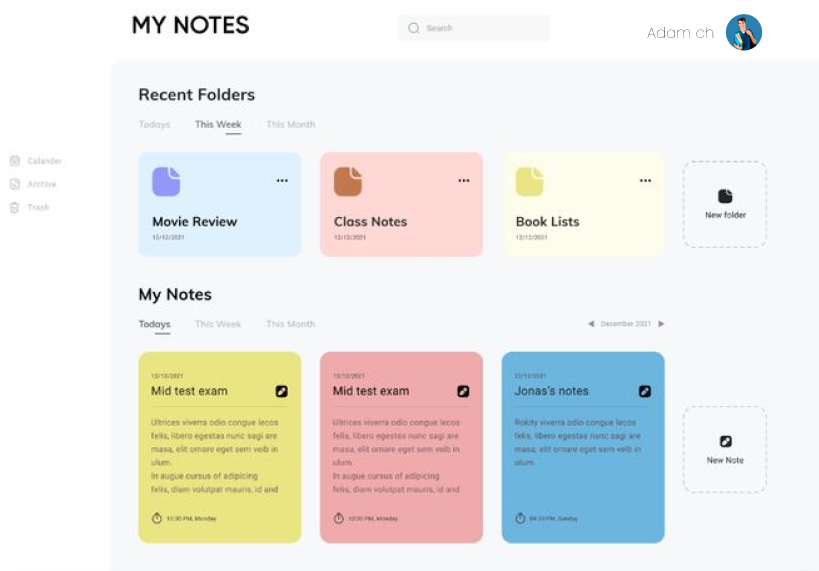 MY NOTES
Search
Adam ch
Calander
Archive
Trash
Recent Folders
Todays This Week This Month
Movie Review
12/12/2021
Class Notes
12/12/2021
Book Lists
12/12/2021
New folder
My Notes
Todays This Week This Month
December 2021
12/12/2021
Mid test exam
Ultrices viverra odio congue lecos
felis, libero egestas nunc sagi are
masa, elit ornare eget sem veib in
ulum.
In augue cursus of adipicing
felis, diam volutpat mauris, id and
10:30 PM, Monday
12/12/2021
Mid test exam
Ultrices viverra odio congue lecos
felis, libero egestas nunc sagi are
masa, elit ornare eget sem veib in
ulum.
In augue cursus of adipicing
felis, diam volutpat mauris, id and
10:30 PM, Monday
12/12/2021
Jonas's notes
Rokity viverra odio congue lecos
felis, libero egestas nunc sagi are
masa, elit ornare eget sem veib in
ulum.
04:30 PM, Sunday
New Note